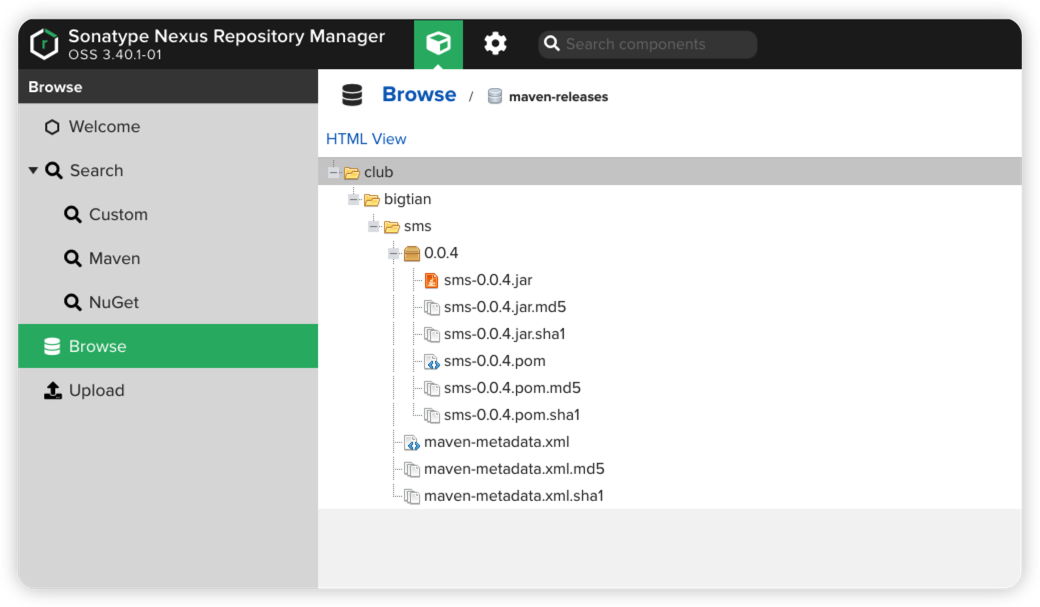 Sonatype Nexus Repository Manager
OSS 3.40.1-01
Search components
Browse
Welcome
Search
Custom
Maven
NuGet
Browse
Upload
Browse / maven-releases
HTML View
club
bigtian
sms
0.0.4
sms-0.0.4.jar
sms-0.0.4.jar.md5
sms-0.0.4.jar.sha1
sms-0.0.4.pom
sms-0.0.4.pom.md5
sms-0.0.4.pom.sha1
maven-metadata.xml
maven-metadata.xml.md5
maven-metadata.xml.sha1